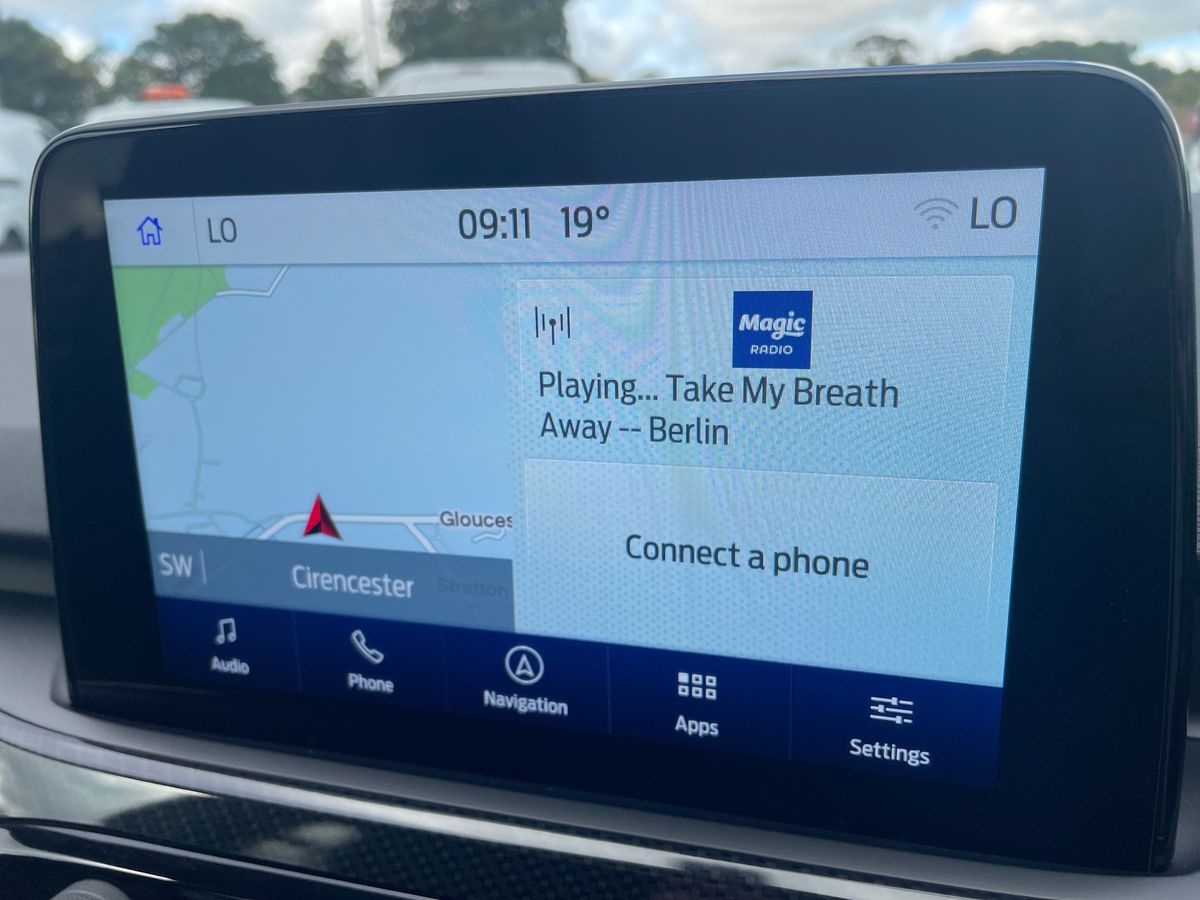 LO 09:11 19° LO
Magic
RADIO
Playing... Take My Breath
Away -- Berlin
Glouces
Connect a phone
SW Cirencester Stratton
Audio Phone Navigation Apps Settings